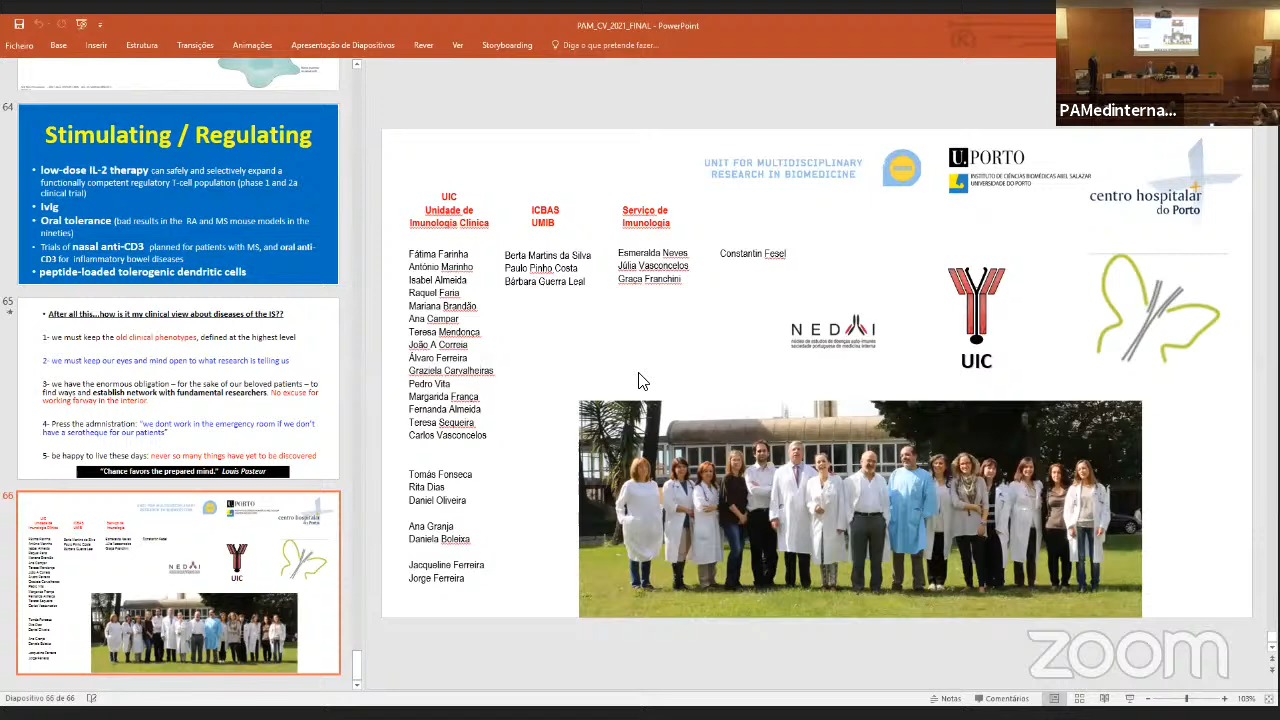 PAM_CV_2021_FINAL - PowerPoint
Ficheiro Base Inserir Estrutura Transições Animações Apresentação de Diapositivos Rever Ver Storyboarding Diga o que pretende fazer...
PAMedinterna...
64
Stimulating / Regulating
• low-dose IL-2 therapy can safely and selectively expand a
functionally competent regulatory T-cell population (phase 1 and 2a
clinical trial)
• Ivig
• Oral tolerance (bad results in the RA and MS mouse models in the
nineties)
• Trials of nasal anti-CD3 planned for patients with MS, and oral anti-
CD3 for inflammatory bowel diseases
• peptide-loaded tolerogenic dendritic cells
65
• After all this...how is it my clinical view about diseases of the IS??
1- we must keep the old clinical phenotypes, defined at the highest level
2- we must keep our eyes and mind open to what research is telling us
3- we have the enormous obligation – for the sake of our beloved patients – to
find ways and establish network with fundamental researchers. No excuse for
working farway in the interior.
4- Press the admnistration: "we dont work in the emergency room if we don't
have a serotheque for our patients"
5- be happy to live these days: never so many things have yet to be discovered
"Chance favors the prepared mind." Louis Pasteur
66
UNIT FOR MULTIDISCIPLINARY
RESEARCH IN BIOMEDICINE
U.PORTO
INSTITUTO DE CIÊNCIAS BIOMÉDICAS ABEL SALAZAR
UNIVERSIDADE DO PORTO
centro hospitalar
do Porto
UIC
Unidade de
Imunologia Clínica
ICBAS
UMIB
Serviço de
Imunologia
Fátima Farinha
António Marinho
Isabel Almeida
Raquel Faria
Mariana Brandão
Ana Campar
Teresa Mendonça
João A Correia
Álvaro Ferreira
Graziela Carvalheiras
Pedro Vita
Margarida França
Fernanda Almeida
Teresa Sequeira
Carlos Vasconcelos
Tomás Fonseca
Rita Dias
Daniel Oliveira
Ana Granja
Daniela Boleixa
Jacqueline Ferreira
Jorge Ferreira
Berta Martins da Silva
Paulo Pinho Costa
Bárbara Guerra Leal
Esmeralda Neves
Júlia Vasconcelos
Graça Franchini
Constantin Fesel
NEDAI
núcleo de estudos de doenças auto-imunes
sociedade portuguesa de medicina interna
UIC
zoom
Diapositivo 66 de 66
Notas Comentários 103%